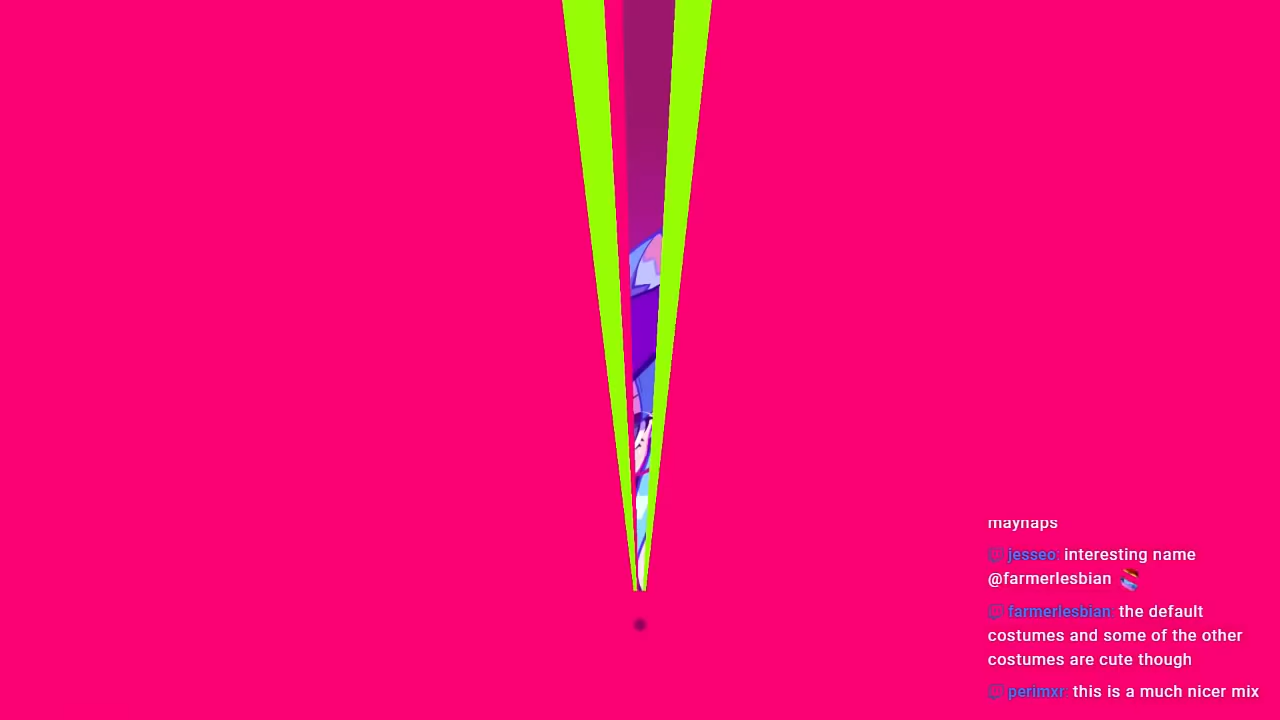 maynaps
jesseo: interesting name
@farmerlesbian
farmerlesbian: the default
costumes and some of the other
costumes are cute though
perimxr: this is a much nicer mix